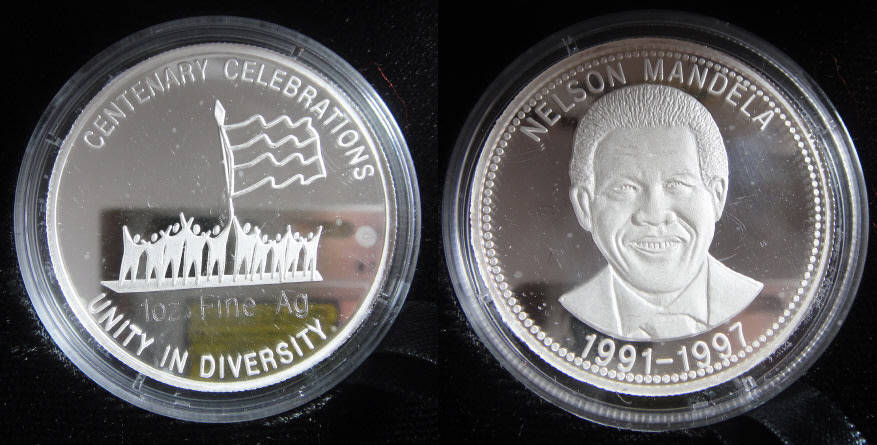 CENTENARY CELEBRATIONS
1oz. Fine Ag
UNITY IN DIVERSITY.
NELSON MANDELA
1991-1997